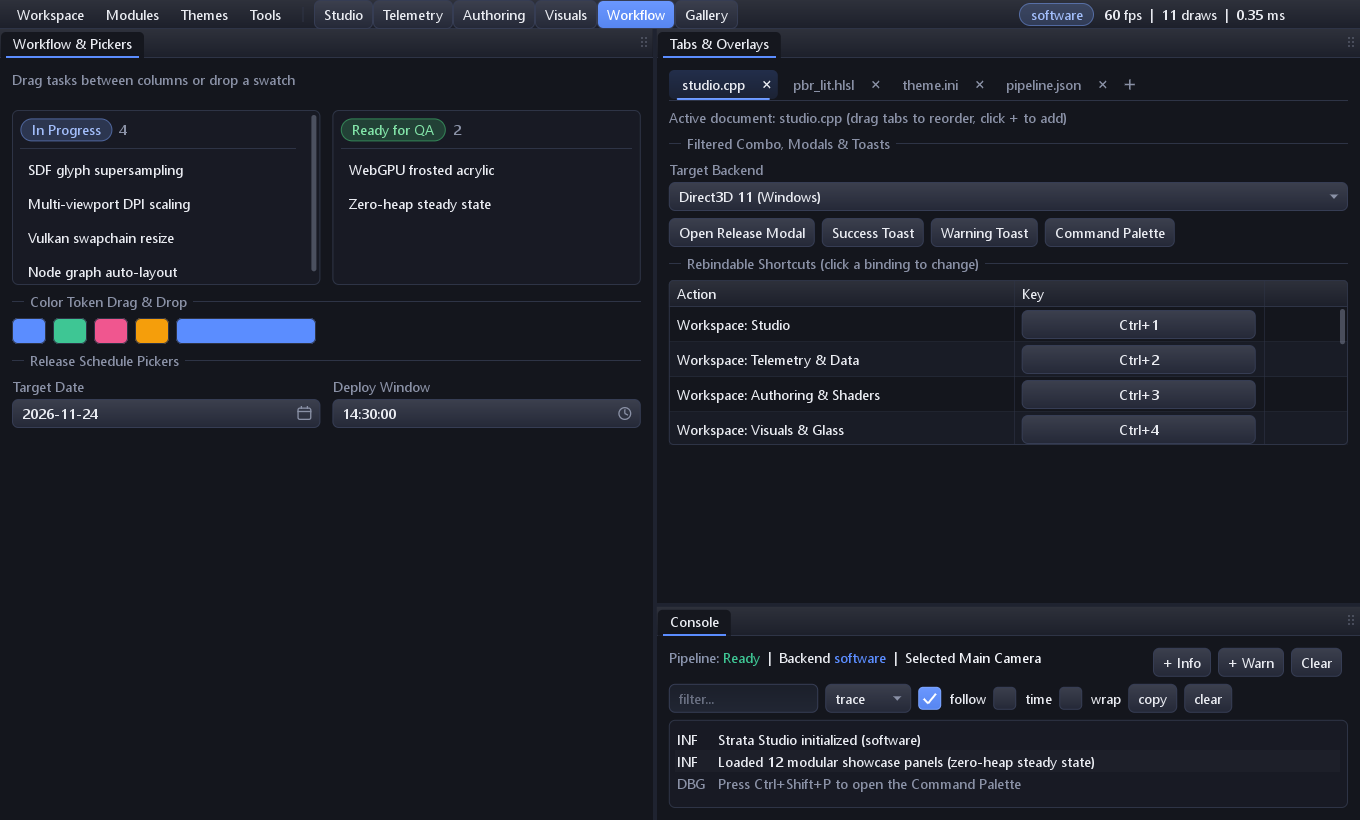 Workspace Modules Themes Tools Studio Telemetry Authoring Visuals Workflow Gallery software 60 fps | 11 draws | 0.35 ms
Workflow & Pickers
Drag tasks between columns or drop a swatch
In Progress 4
SDF glyph supersampling
Multi-viewport DPI scaling
Vulkan swapchain resize
Node graph auto-layout
Ready for QA 2
WebGPU frosted acrylic
Zero-heap steady state
Color Token Drag & Drop
Release Schedule Pickers
Target Date
2026-11-24
Deploy Window
14:30:00
Tabs & Overlays
studio.cpp × pbr_lit.hlsl × theme.ini × pipeline.json × +
Active document: studio.cpp (drag tabs to reorder, click + to add)
Filtered Combo, Modals & Toasts
Target Backend
Direct3D 11 (Windows)
Open Release Modal Success Toast Warning Toast Command Palette
Rebindable Shortcuts (click a binding to change)
Action Key
Workspace: Studio Ctrl+1
Workspace: Telemetry & Data Ctrl+2
Workspace: Authoring & Shaders Ctrl+3
Workspace: Visuals & Glass Ctrl+4
Console
Pipeline: Ready | Backend software | Selected Main Camera + Info + Warn Clear
filter... trace follow time wrap copy clear
INF Strata Studio initialized (software)
INF Loaded 12 modular showcase panels (zero-heap steady state)
DBG Press Ctrl+Shift+P to open the Command Palette